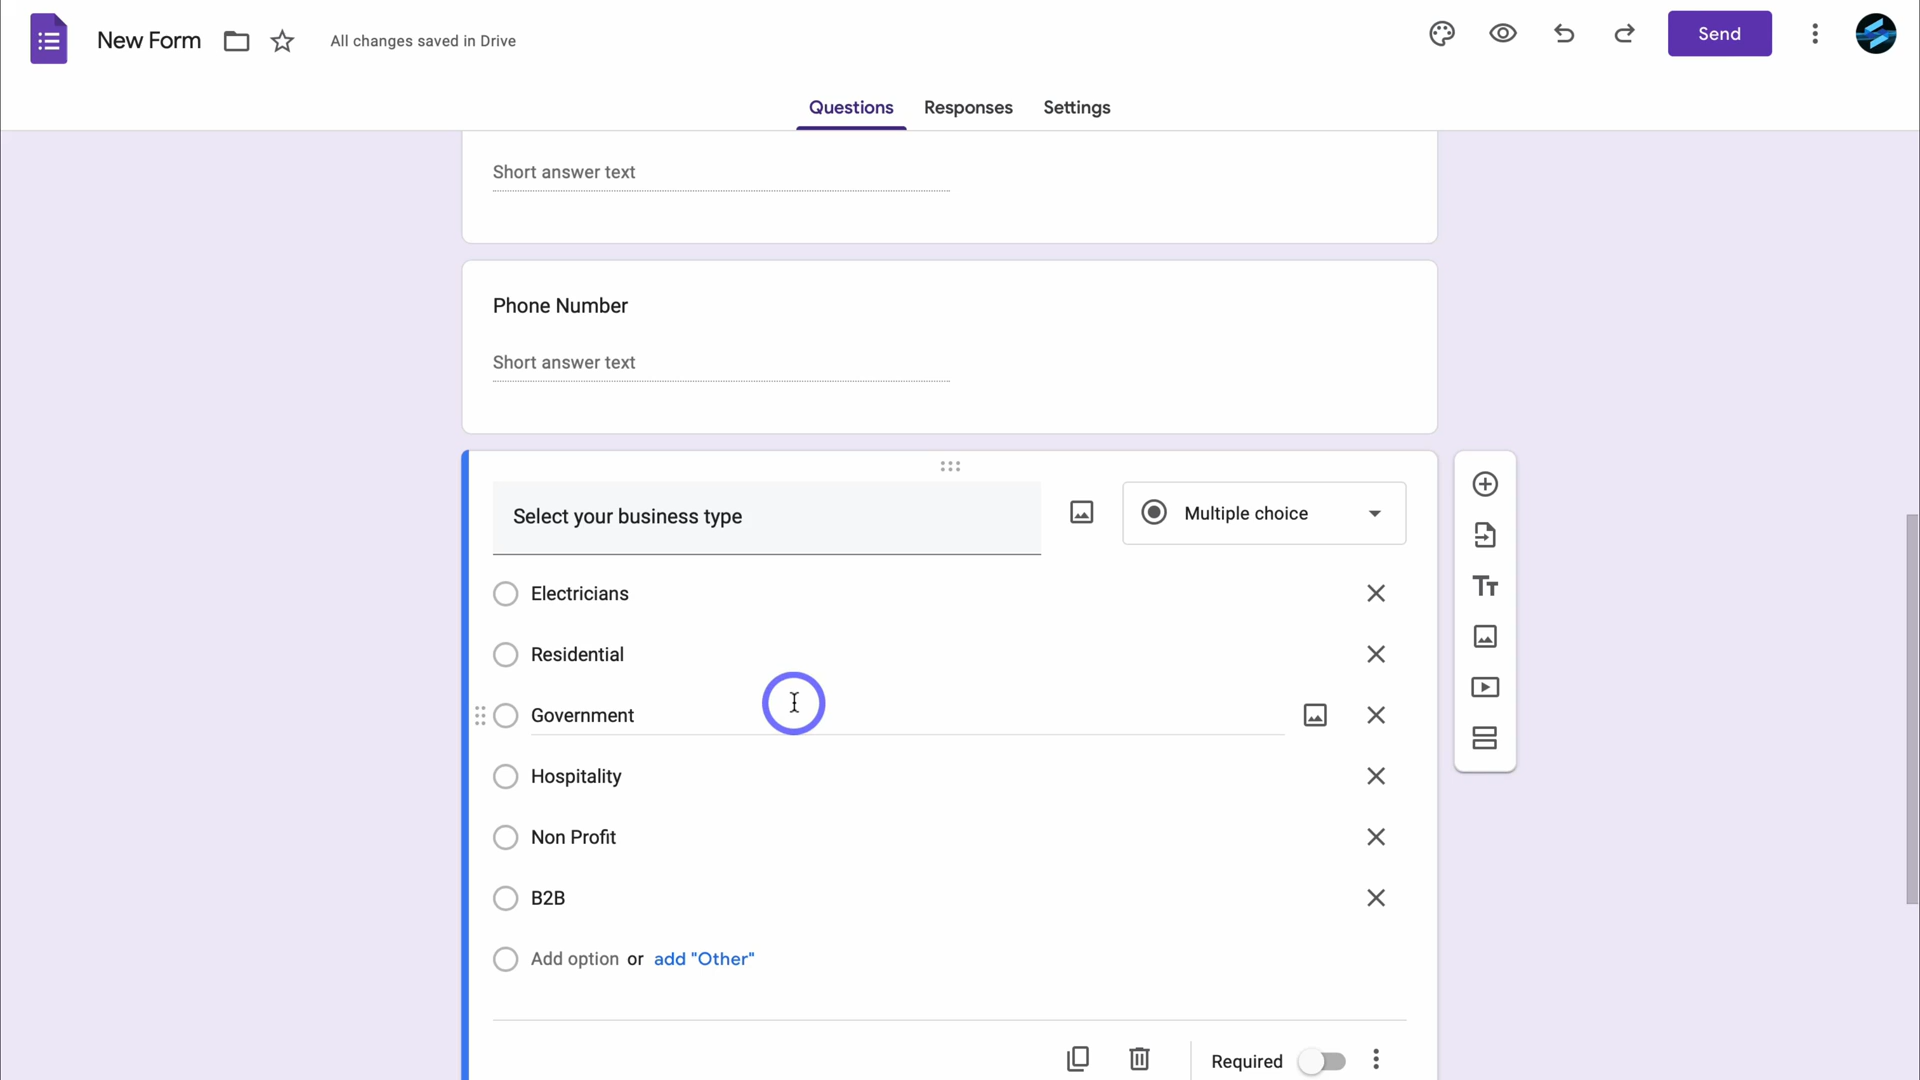 New Form
All changes saved in Drive
Send
Questions Responses Settings
Short answer text
Phone Number
Short answer text
Select your business type
Multiple choice
Electricians
Residential
Government
Hospitality
Non Profit
B2B
Add option or add "Other"
Required